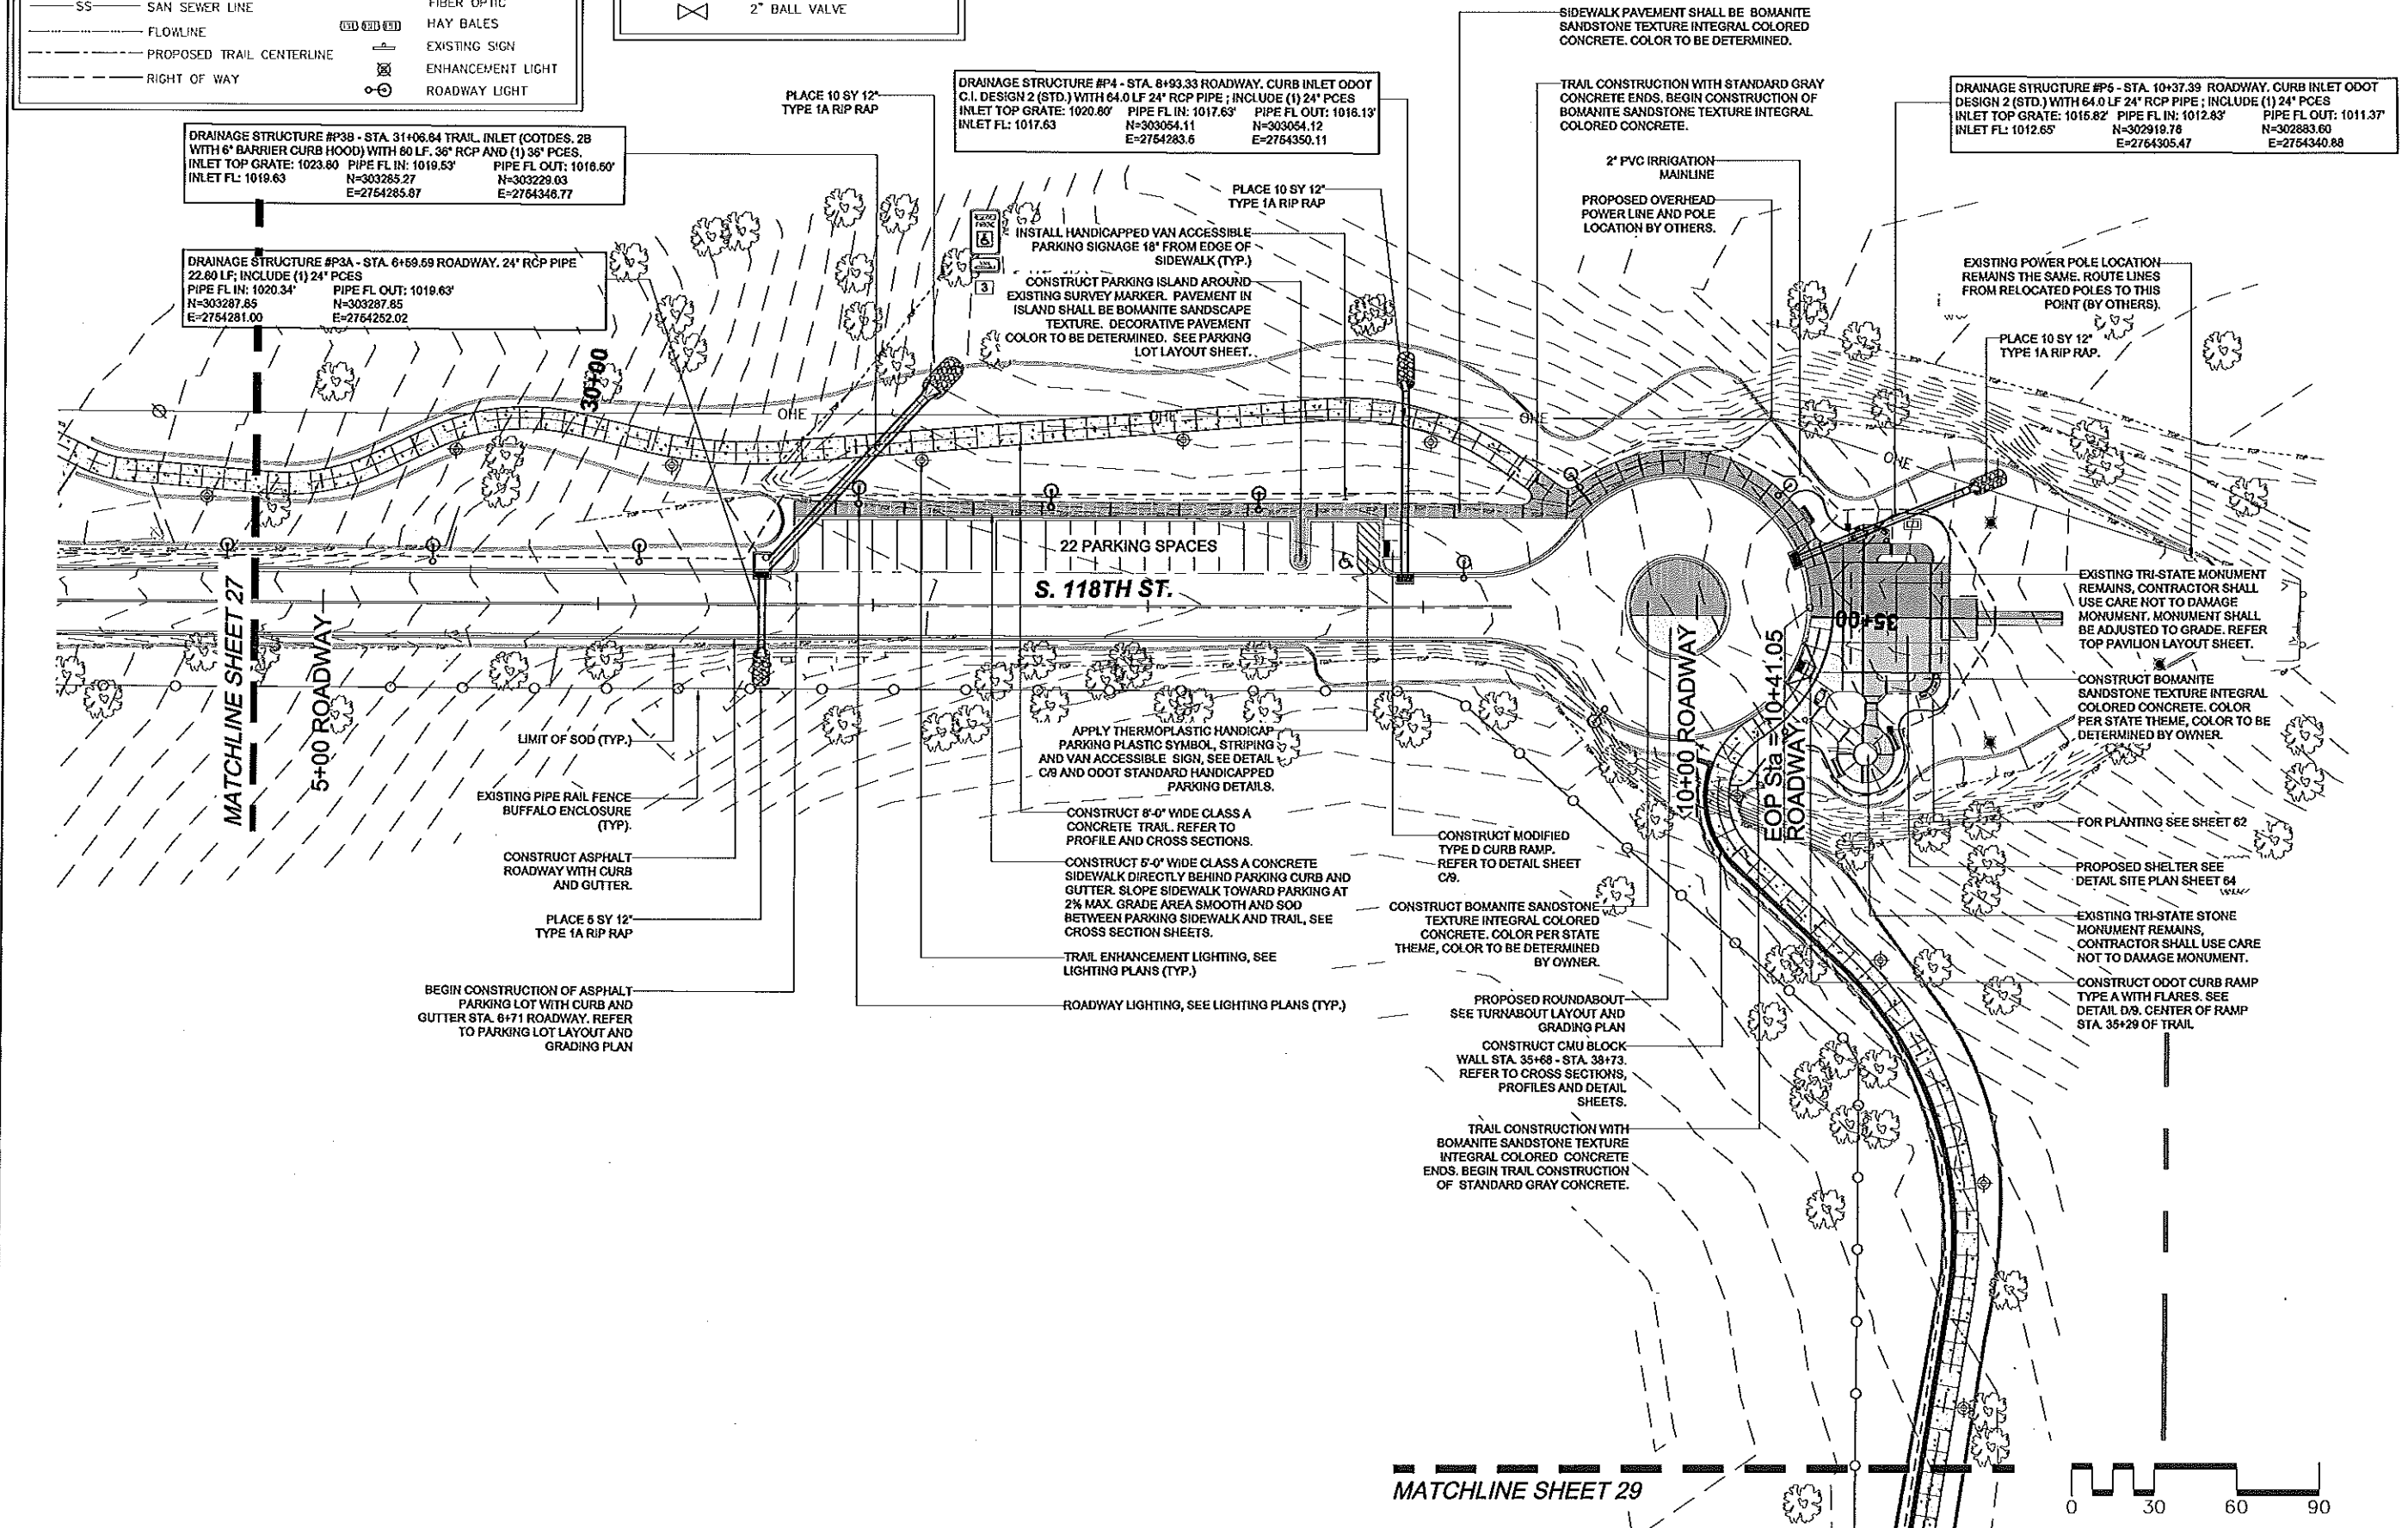 SS SAN SEWER LINE
FLOWLINE
PROPOSED TRAIL CENTERLINE
RIGHT OF WAY
FIBER OPTIC
HAY BALES
EXISTING SIGN
ENHANCEMENT LIGHT
ROADWAY LIGHT
2" BALL VALVE
SIDEWALK PAVEMENT SHALL BE BOMANITE
SANDSTONE TEXTURE INTEGRAL COLORED
CONCRETE. COLOR TO BE DETERMINED.
DRAINAGE STRUCTURE #P3B - STA. 31+06.64 TRAIL. INLET (COTDES. 2B
WITH 6" BARRIER CURB HOOD) WITH 80 LF. 36" RCP AND (1) 36" PCES.
INLET TOP GRATE: 1023.80 PIPE FL IN: 1019.53' PIPE FL OUT: 1016.60'
INLET FL: 1019.63 N=303265.27 N=303229.03
E=2754285.87 E=2754346.77
PLACE 10 SY 12"
TYPE 1A RIP RAP
DRAINAGE STRUCTURE #P4 - STA. 8+93.33 ROADWAY. CURB INLET ODOT
C.I. DESIGN 2 (STD.) WITH 64.0 LF 24" RCP PIPE ; INCLUDE (1) 24" PCES
INLET TOP GRATE: 1020.60' PIPE FL IN: 1017.63' PIPE FL OUT: 1016.13'
INLET FL: 1017.63 N=303054.11 N=303054.12
E=2754283.6 E=2754350.11
TRAIL CONSTRUCTION WITH STANDARD GRAY
CONCRETE ENDS. BEGIN CONSTRUCTION OF
BOMANITE SANDSTONE TEXTURE INTEGRAL
COLORED CONCRETE.
DRAINAGE STRUCTURE #P5 - STA. 10+37.39 ROADWAY. CURB INLET ODOT
DESIGN 2 (STD.) WITH 64.0 LF 24" RCP PIPE ; INCLUDE (1) 24" PCES
INLET TOP GRATE: 1015.82' PIPE FL IN: 1012.83' PIPE FL OUT: 1011.37'
INLET FL: 1012.65' N=302919.76 N=302883.60
E=2754305.47 E=2754340.88
DRAINAGE STRUCTURE #P3A - STA. 6+59.59 ROADWAY. 24" RCP PIPE
22.80 LF; INCLUDE (1) 24" PCES
PIPE FL IN: 1020.34' PIPE FL OUT: 1019.63'
N=303287.85 N=303287.85
E=2754281.00 E=2754252.02
PLACE 10 SY 12"
TYPE 1A RIP RAP
2" PVC IRRIGATION
MAINLINE
PROPOSED OVERHEAD
POWER LINE AND POLE
LOCATION BY OTHERS.
INSTALL HANDICAPPED VAN ACCESSIBLE
PARKING SIGNAGE 18" FROM EDGE OF
SIDEWALK (TYP.)
3
CONSTRUCT PARKING ISLAND AROUND
EXISTING SURVEY MARKER. PAVEMENT IN
ISLAND SHALL BE BOMANITE SANDSCAPE
TEXTURE. DECORATIVE PAVEMENT
COLOR TO BE DETERMINED. SEE PARKING
LOT LAYOUT SHEET.
EXISTING POWER POLE LOCATION
REMAINS THE SAME. ROUTE LINES
FROM RELOCATED POLES TO THIS
POINT (BY OTHERS).
PLACE 10 SY 12"
TYPE 1A RIP RAP.
30+00
OHE
OHE
OHE
OHE
22 PARKING SPACES
S. 118TH ST.
MATCHLINE SHEET 27
5+00 ROADWAY
10+00 ROADWAY
EOP Sta = 10+41.05
ROADWAY
35+00
EXISTING TRI-STATE MONUMENT
REMAINS, CONTRACTOR SHALL
USE CARE NOT TO DAMAGE
MONUMENT. MONUMENT SHALL
BE ADJUSTED TO GRADE. REFER
TOP PAVILION LAYOUT SHEET.
CONSTRUCT BOMANITE
SANDSTONE TEXTURE INTEGRAL
COLORED CONCRETE. COLOR
PER STATE THEME, COLOR TO BE
DETERMINED BY OWNER.
FOR PLANTING SEE SHEET 62
PROPOSED SHELTER SEE
DETAIL SITE PLAN SHEET 64
EXISTING TRI-STATE STONE
MONUMENT REMAINS,
CONTRACTOR SHALL USE CARE
NOT TO DAMAGE MONUMENT.
CONSTRUCT ODOT CURB RAMP
TYPE A WITH FLARES. SEE
DETAIL D/9. CENTER OF RAMP
STA. 35+29 OF TRAIL
LIMIT OF SOD (TYP.)
EXISTING PIPE RAIL FENCE
BUFFALO ENCLOSURE
(TYP).
CONSTRUCT ASPHALT
ROADWAY WITH CURB
AND GUTTER.
PLACE 5 SY 12"
TYPE 1A RIP RAP
BEGIN CONSTRUCTION OF ASPHALT
PARKING LOT WITH CURB AND
GUTTER STA. 6+71 ROADWAY. REFER
TO PARKING LOT LAYOUT AND
GRADING PLAN
APPLY THERMOPLASTIC HANDICAP
PARKING PLASTIC SYMBOL, STRIPING
AND VAN ACCESSIBLE SIGN, SEE DETAIL
C/9 AND ODOT STANDARD HANDICAPPED
PARKING DETAILS.
CONSTRUCT 8'-0" WIDE CLASS A
CONCRETE TRAIL. REFER TO
PROFILE AND CROSS SECTIONS.
CONSTRUCT 5'-0" WIDE CLASS A CONCRETE
SIDEWALK DIRECTLY BEHIND PARKING CURB AND
GUTTER. SLOPE SIDEWALK TOWARD PARKING AT
2% MAX. GRADE AREA SMOOTH AND SOD
BETWEEN PARKING SIDEWALK AND TRAIL, SEE
CROSS SECTION SHEETS.
TRAIL ENHANCEMENT LIGHTING, SEE
LIGHTING PLANS (TYP.)
ROADWAY LIGHTING, SEE LIGHTING PLANS (TYP.)
CONSTRUCT MODIFIED
TYPE D CURB RAMP.
REFER TO DETAIL SHEET
C/9.
CONSTRUCT BOMANITE SANDSTONE
TEXTURE INTEGRAL COLORED
CONCRETE. COLOR PER STATE
THEME, COLOR TO BE DETERMINED
BY OWNER.
PROPOSED ROUNDABOUT
SEE TURNABOUT LAYOUT AND
GRADING PLAN
CONSTRUCT CMU BLOCK
WALL STA. 35+68 - STA. 38+73.
REFER TO CROSS SECTIONS,
PROFILES AND DETAIL
SHEETS.
TRAIL CONSTRUCTION WITH
BOMANITE SANDSTONE TEXTURE
INTEGRAL COLORED CONCRETE
ENDS. BEGIN TRAIL CONSTRUCTION
OF STANDARD GRAY CONCRETE.
MATCHLINE SHEET 29
0 30 60 90